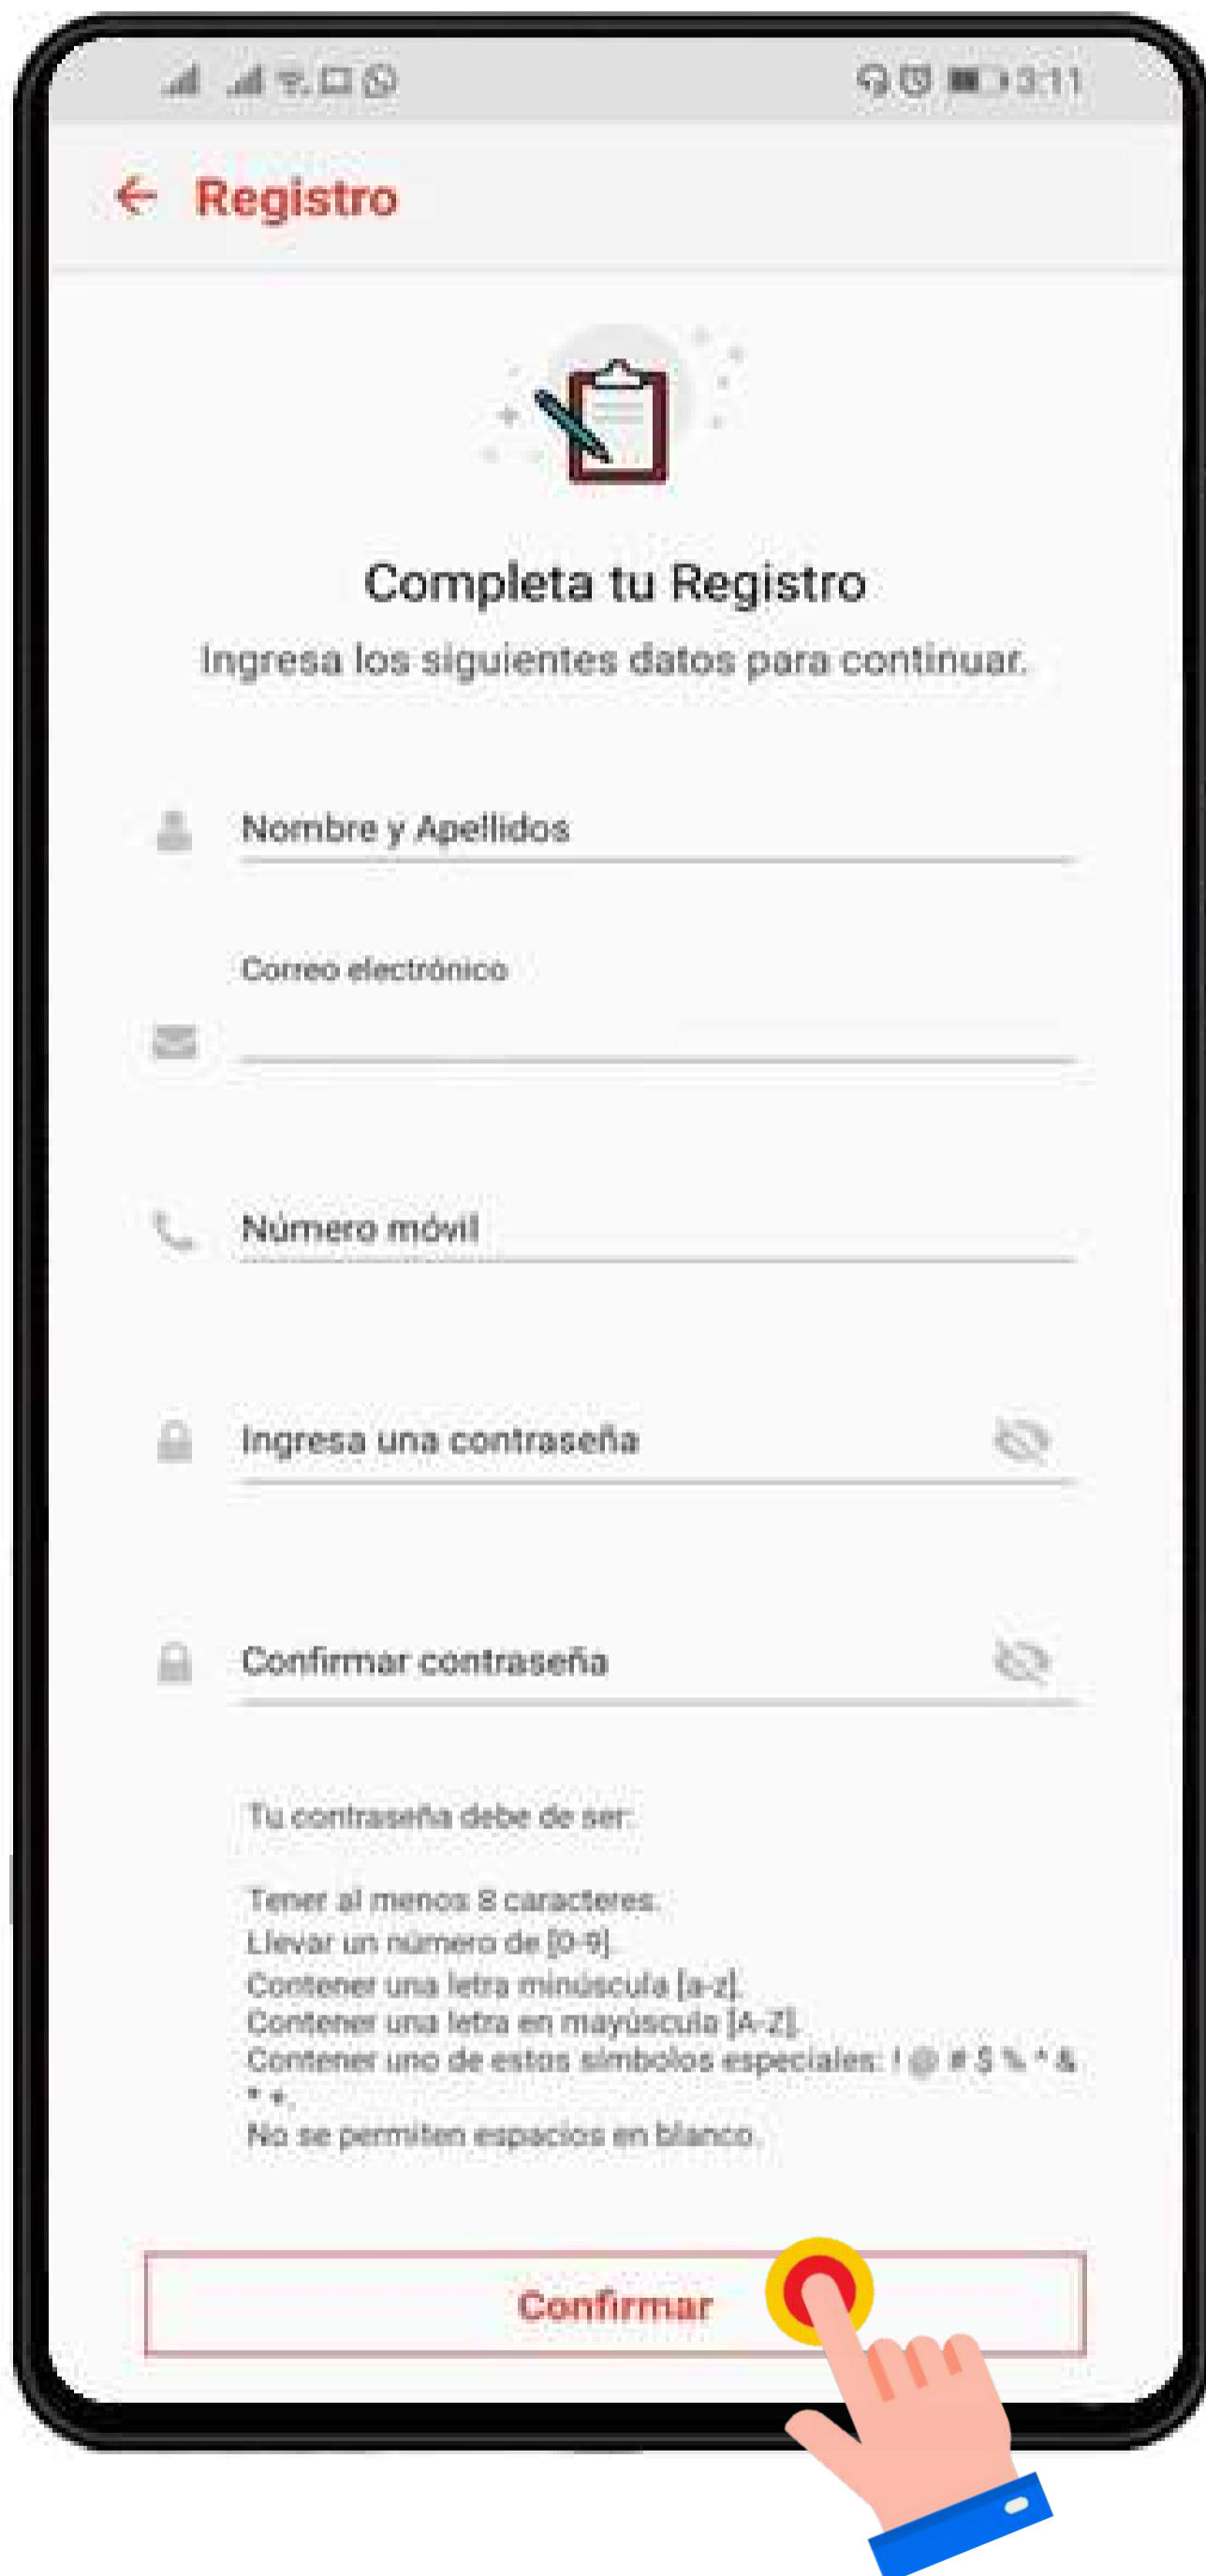 3:11
Registro
Completa tu Registro
Ingresa los siguientes datos para continuar.
Nombre y Apellidos
Correo electrónico
Número móvil
Ingresa una contraseña
Confirmar contraseña
Tu contraseña debe de ser:
Tener al menos 8 caracteres.
Llevar un número de [0-9].
Contener una letra minúscula [a-z].
Contener una letra en mayúscula [A-Z].
Contener uno de estos símbolos especiales: ! @ # $ % ^ &
* +.
No se permiten espacios en blanco.
Confirmar